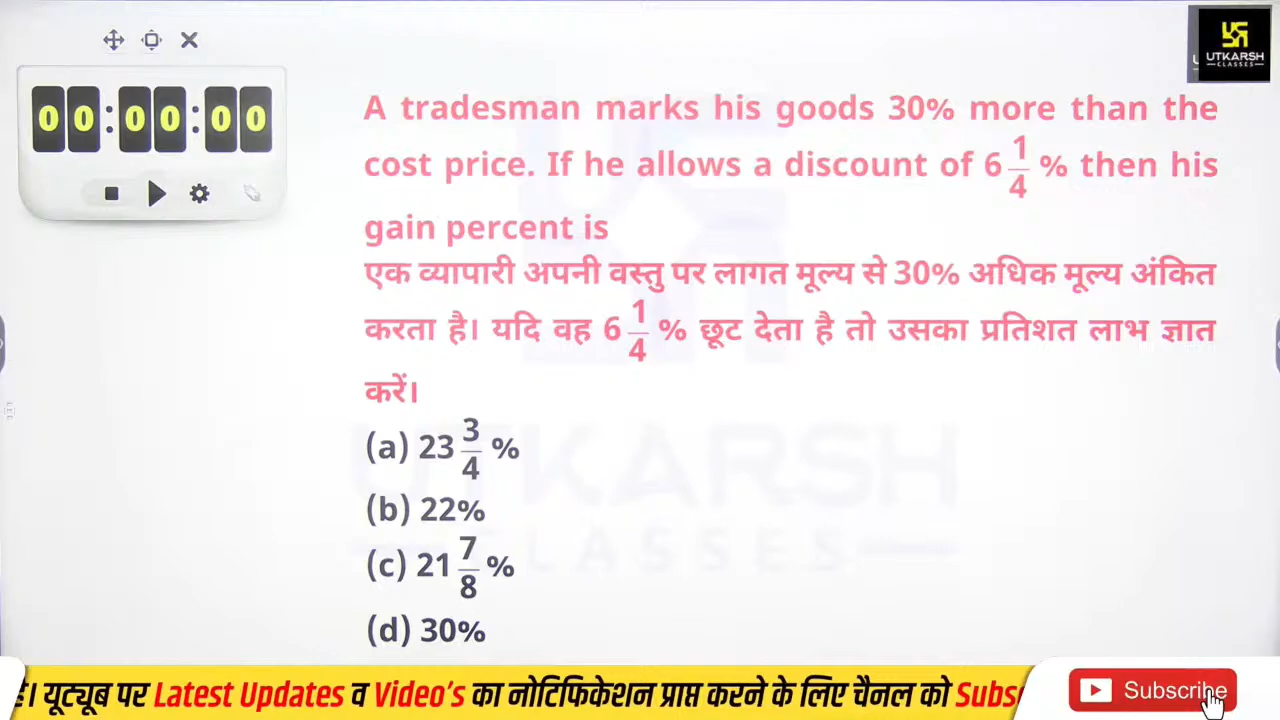 00:00:00
UTKARSH
CLASSES
A tradesman marks his goods 30% more than the
cost price. If he allows a discount of 6 1/4 % then his
gain percent is
एक व्यापारी अपनी वस्तु पर लागत मूल्य से 30% अधिक मूल्य अंकित
करता है। यदि वह 6 1/4 % छूट देता है तो उसका प्रतिशत लाभ ज्ञात
करें।
(a) 23 3/4 %
(b) 22%
(c) 21 7/8 %
(d) 30%
UTKARSH
CLASSES
है। यूट्यूब पर Latest Updates व Video's का नोटिफिकेशन प्राप्त करने के लिए चैनल को Subs
Subscribe